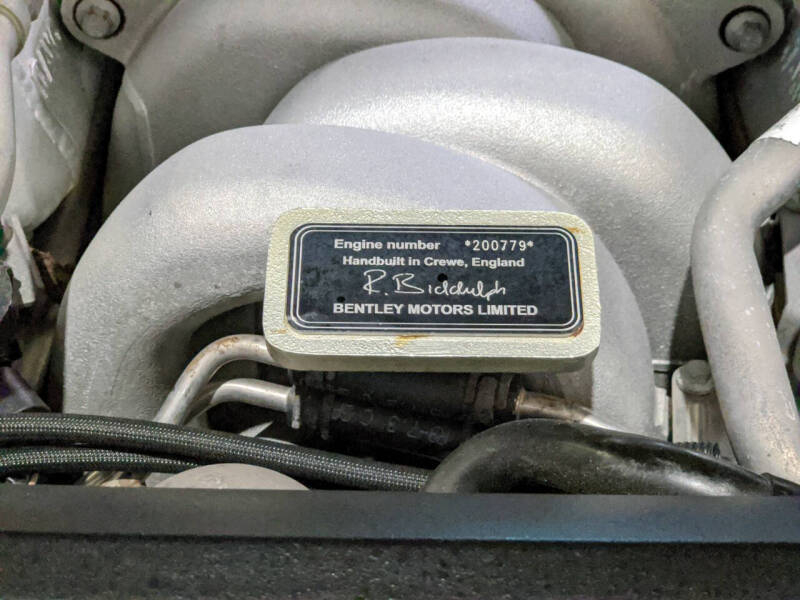 Engine number *200779*
Handbuilt in Crewe, England
R. Biddulph
BENTLEY MOTORS LIMITED